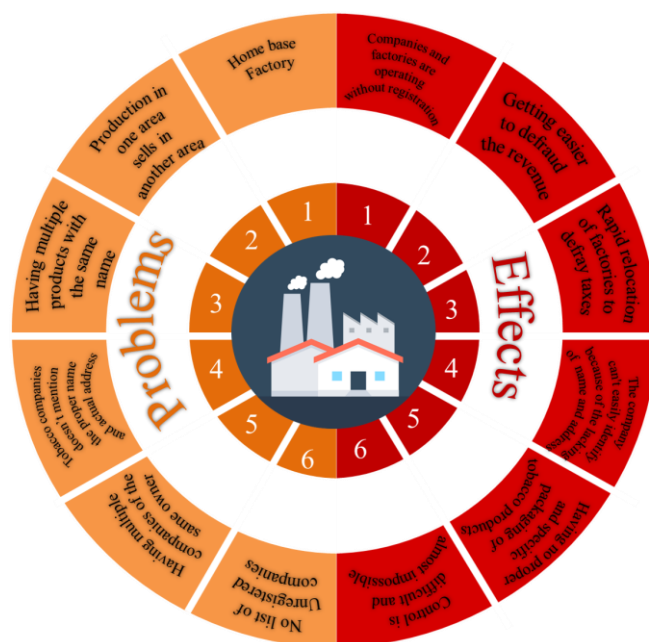 Problems
1
Home base
Factory
2
Production in
one area
sells in
another area
3
Having multiple
products with
the same
name
4
Tobacco companies
doesn't mention
the proper name
and actual address
5
Having multiple
companies of the
same owner
6
No list of
Unregistered
companies
Effects
1
Companies and
factories are
operating
without registration
2
Getting easier
to defraud
the revenue
3
Rapid relocation
of factories to
defray taxes
4
The company
can't easily identify
because of the lacking
of name and address
5
Having no proper
and specific
packaging of
tobacco products
6
Control is
difficult and
almost impossible